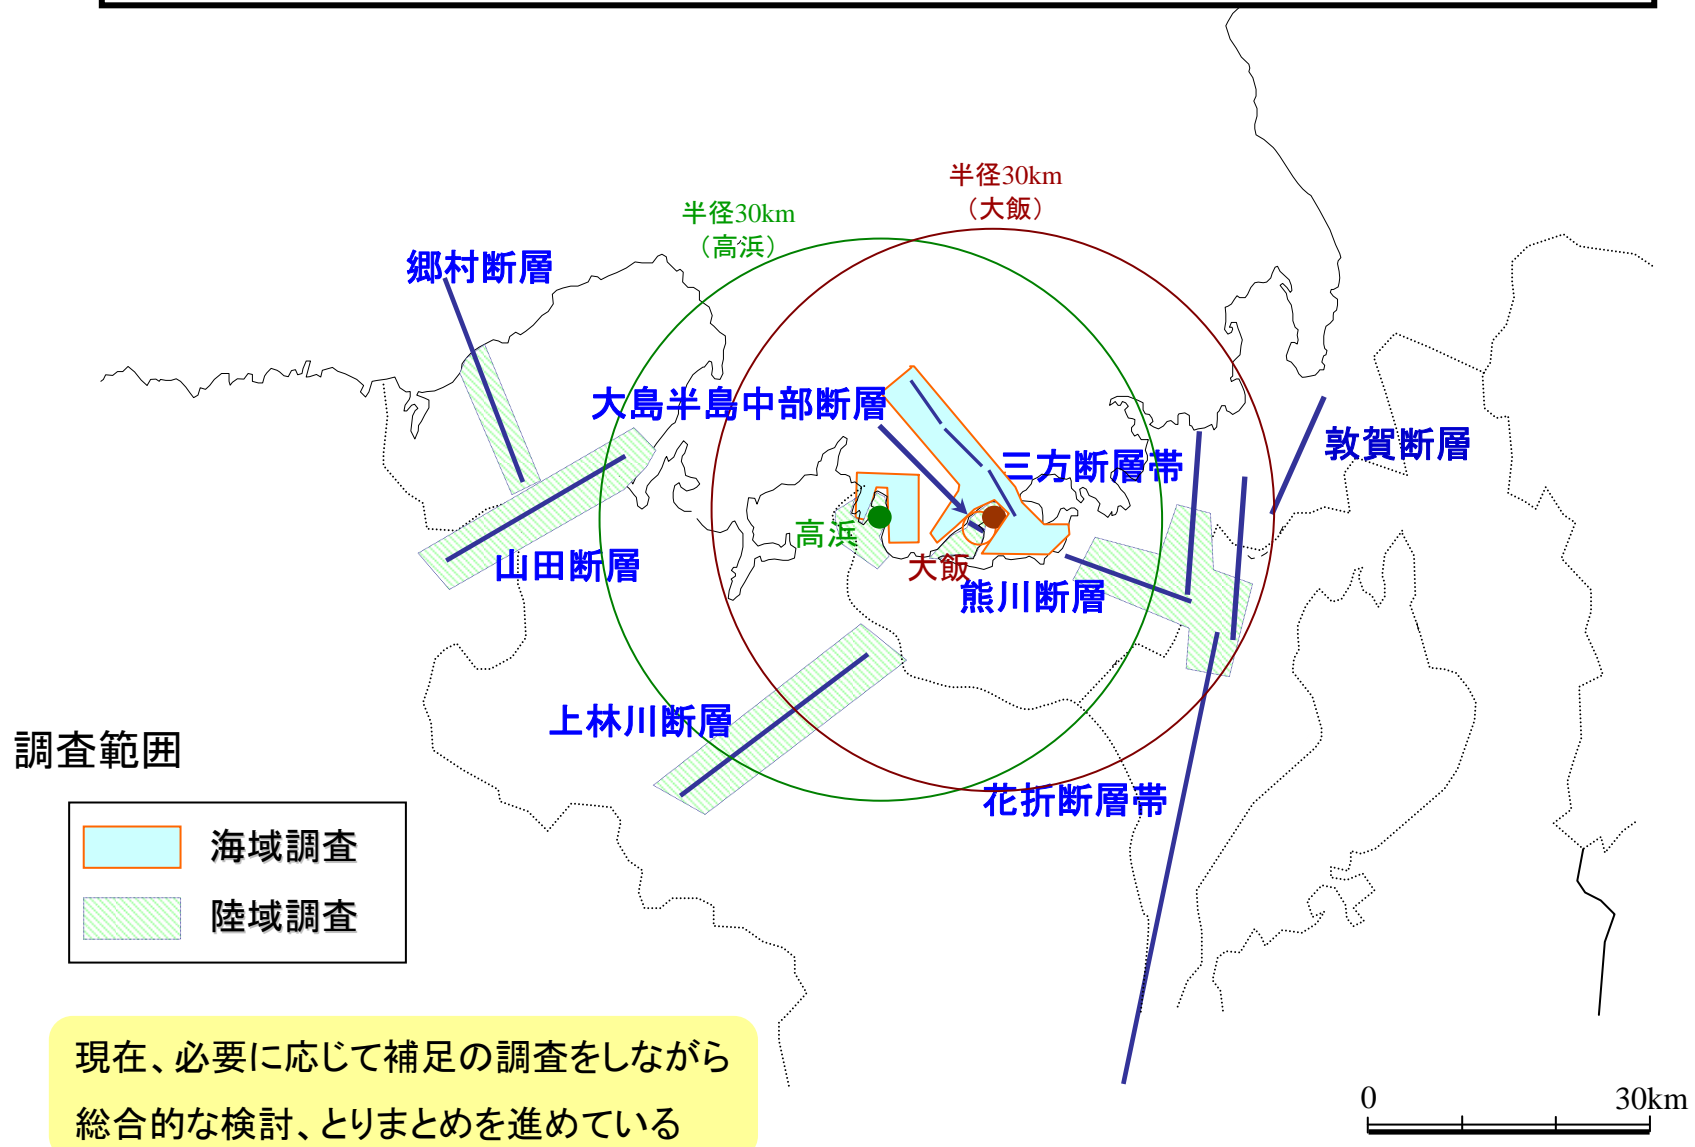 半径30km
（大飯）
半径30km
（高浜）
郷村断層
大島半島中部断層
三方断層帯
敦賀断層
高浜
大飯
山田断層
熊川断層
上林川断層
花折断層帯
調査範囲
海域調査
陸域調査
現在、必要に応じて補足の調査をしながら
総合的な検討、とりまとめを進めている
0 30km